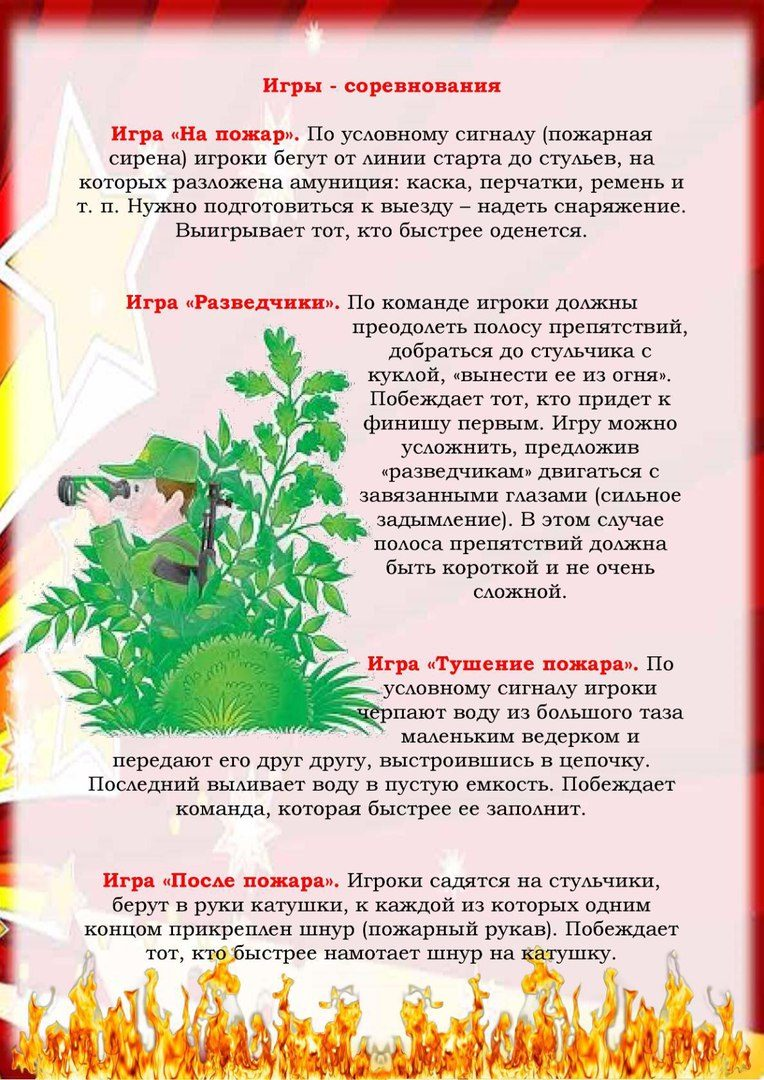 Игры - соревнования
Игра «На пожар». По условному сигналу (пожарная
сирена) игроки бегут от линии старта до стульев, на
которых разложена амуниция: каска, перчатки, ремень и
т. п. Нужно подготовиться к выезду – надеть снаряжение.
Выигрывает тот, кто быстрее оденется.
Игра «Разведчики». По команде игроки должны
преодолеть полосу препятствий,
добраться до стульчика с
куклой, «вынести ее из огня».
Побеждает тот, кто придет к
финишу первым. Игру можно
усложнить, предложив
«разведчикам» двигаться с
завязанными глазами (сильное
задымление). В этом случае
полоса препятствий должна
быть короткой и не очень
сложной.
Игра «Тушение пожара». По
условному сигналу игроки
черпают воду из большого таза
маленьким ведерком и
передают его друг другу, выстроившись в цепочку.
Последний выливает воду в пустую емкость. Побеждает
команда, которая быстрее ее заполнит.
Игра «После пожара». Игроки садятся на стульчики,
берут в руки катушки, к каждой из которых одним
концом прикреплен шнур (пожарный рукав). Побеждает
тот, кто быстрее намотает шнур на катушку.